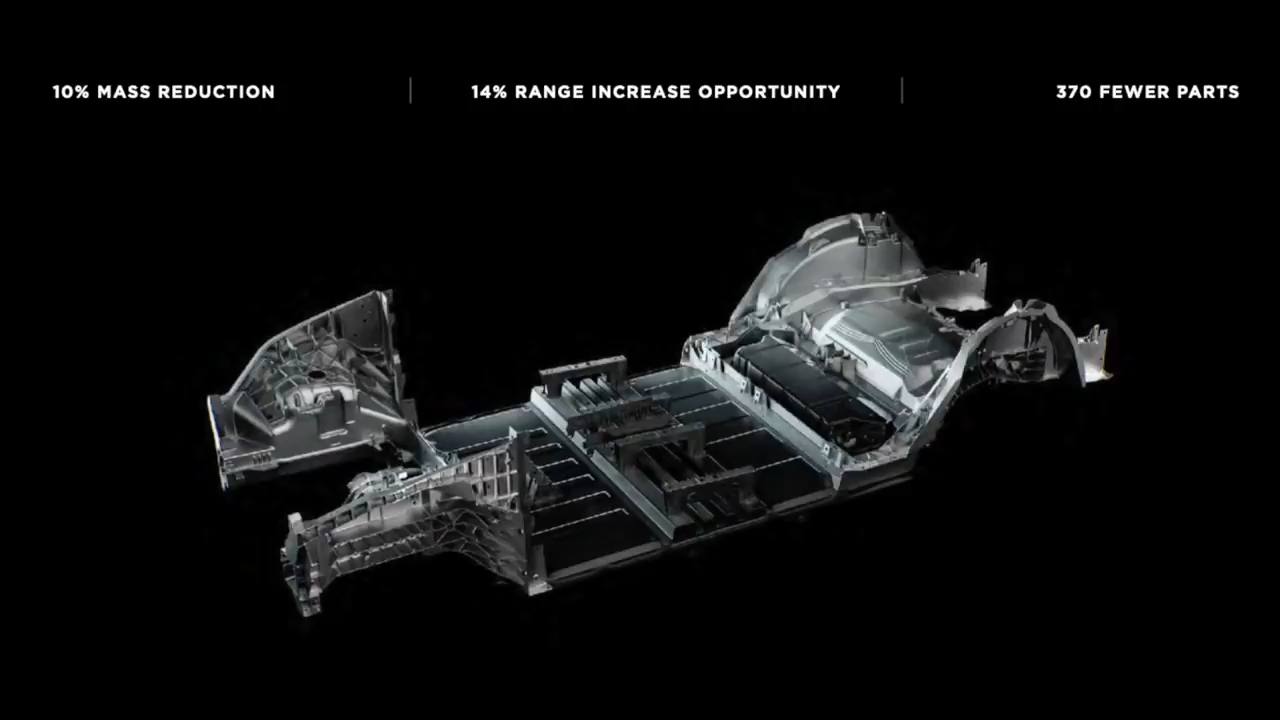 10% MASS REDUCTION
14% RANGE INCREASE OPPORTUNITY
370 FEWER PARTS